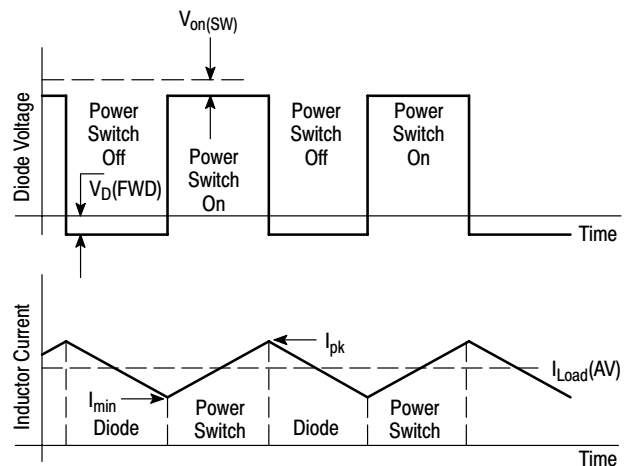 Von(SW)
Diode Voltage
Power
Switch
Off
Power
Switch
On
Power
Switch
Off
Power
Switch
On
VD(FWD)
Time
Inductor Current
Ipk
ILoad(AV)
Imin
Diode
Power
Switch
Diode
Power
Switch
Time